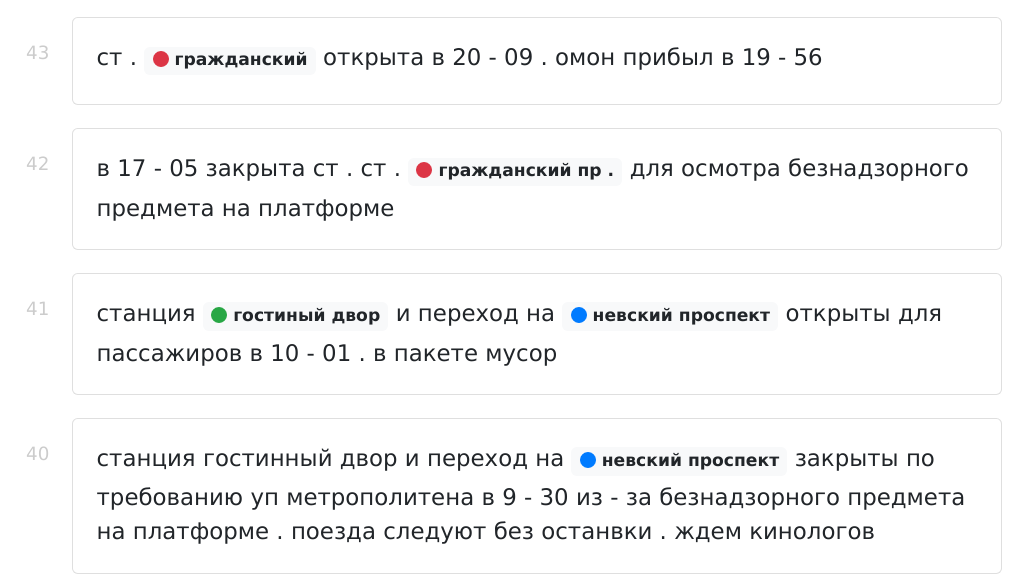 43
ст . гражданский открыта в 20 - 09 . омон прибыл в 19 - 56
42
в 17 - 05 закрыта ст . ст . гражданский пр . для осмотра безнадзорного
предмета на платформе
41
станция гостиный двор и переход на невский проспект открыты для
пассажиров в 10 - 01 . в пакете мусор
40
станция гостинный двор и переход на невский проспект закрыты по
требованию уп метрополитена в 9 - 30 из - за безнадзорного предмета
на платформе . поезда следуют без останвки . ждем кинологов